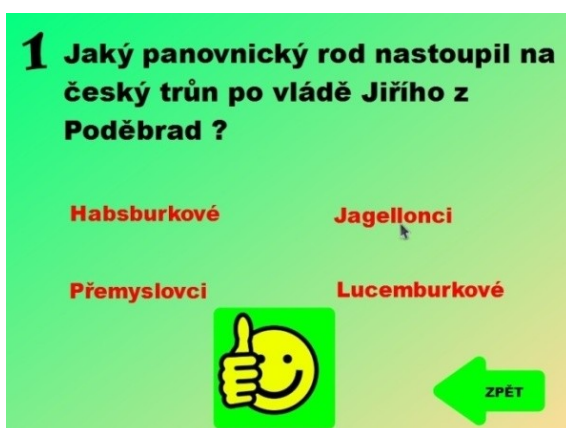 1 Jaký panovnický rod nastoupil na
český trůn po vládě Jiřího z
Poděbrad ?
Habsburkové Jagellonci
Přemyslovci Lucemburkové
ZPĚT